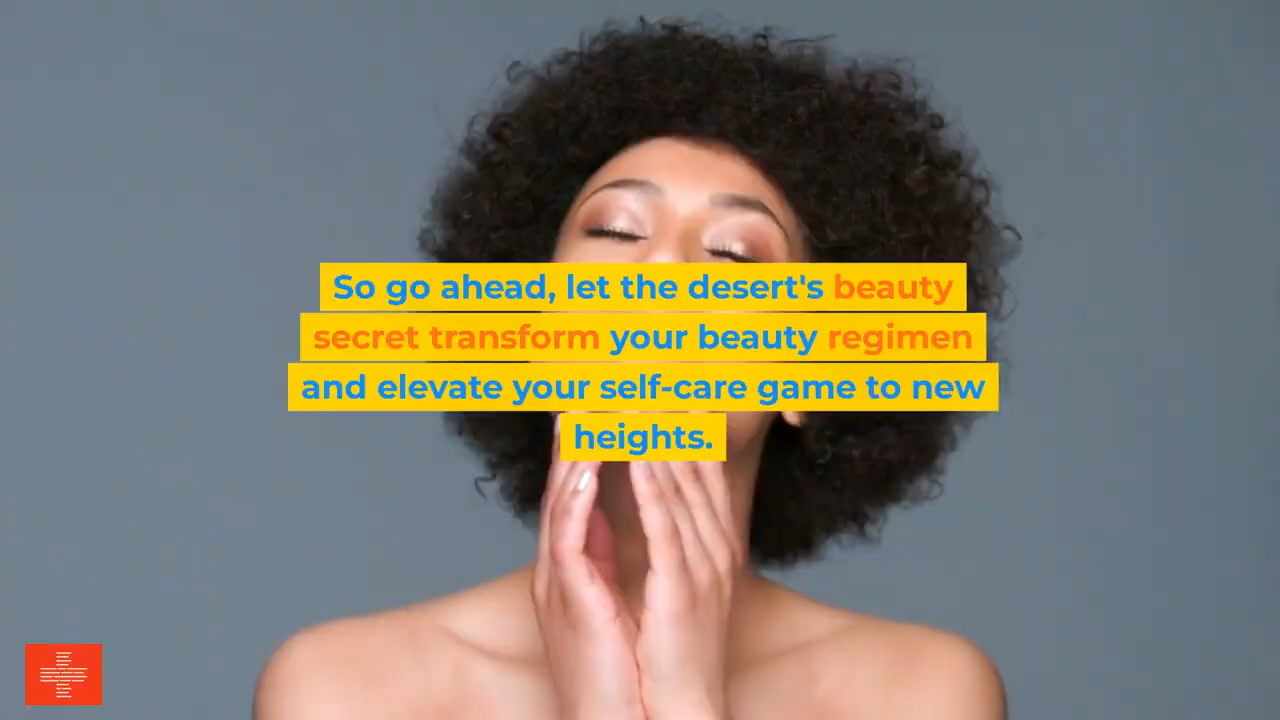 So go ahead, let the desert's beauty
secret transform your beauty regimen
and elevate your self-care game to new
heights.